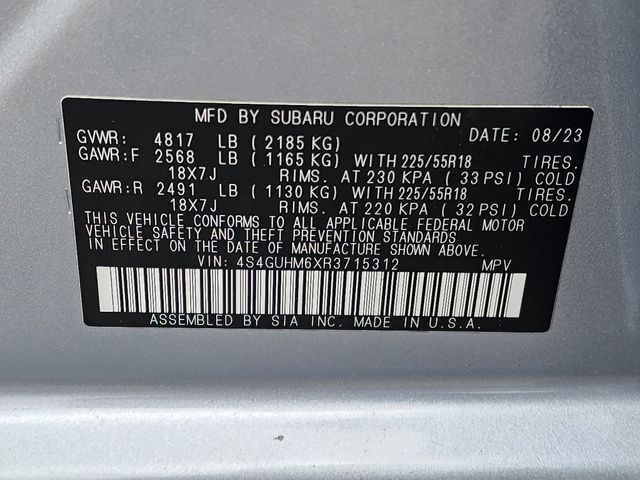 MFD BY SUBARU CORPORATION
GVWR: 4817 LB (2185 KG) DATE: 08/23
GAWR:F 2568 LB (1165 KG) WITH 225/55R18 TIRES.
18X7J RIMS. AT 230 KPA (33 PSI) COLD
GAWR:R 2491 LB (1130 KG) WITH 225/55R18 TIRES.
18X7J RIMS. AT 220 KPA (32 PSI) COLD
THIS VEHICLE CONFORMS TO ALL APPLICABLE FEDERAL MOTOR
VEHICLE SAFETY AND THEFT PREVENTION STANDARDS
IN EFFECT ON THE DATE OF MANUFACTURE SHOWN ABOVE.
VIN: 4S4GUHM6XR3715312 MPV
ASSEMBLED BY SIA INC. MADE IN U.S.A.